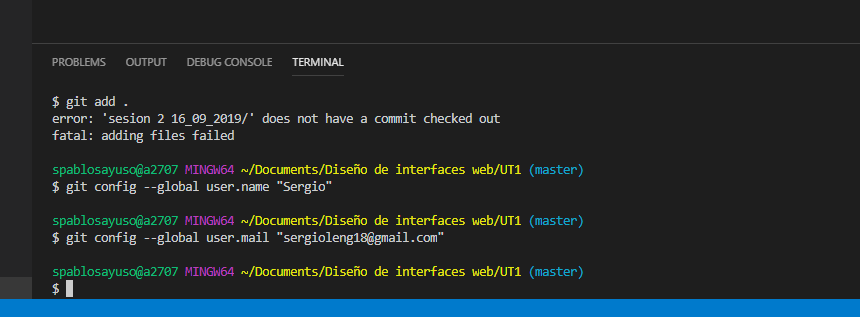 PROBLEMS OUTPUT DEBUG CONSOLE TERMINAL
$ git add .
error: 'sesion 2 16_09_2019/' does not have a commit checked out
fatal: adding files failed
spablosayuso@a2707 MINGW64 ~/Documents/Diseño de interfaces web/UT1 (master)
$ git config --global user.name "Sergio"
spablosayuso@a2707 MINGW64 ~/Documents/Diseño de interfaces web/UT1 (master)
$ git config --global user.mail "sergioleng18@gmail.com"
spablosayuso@a2707 MINGW64 ~/Documents/Diseño de interfaces web/UT1 (master)
$